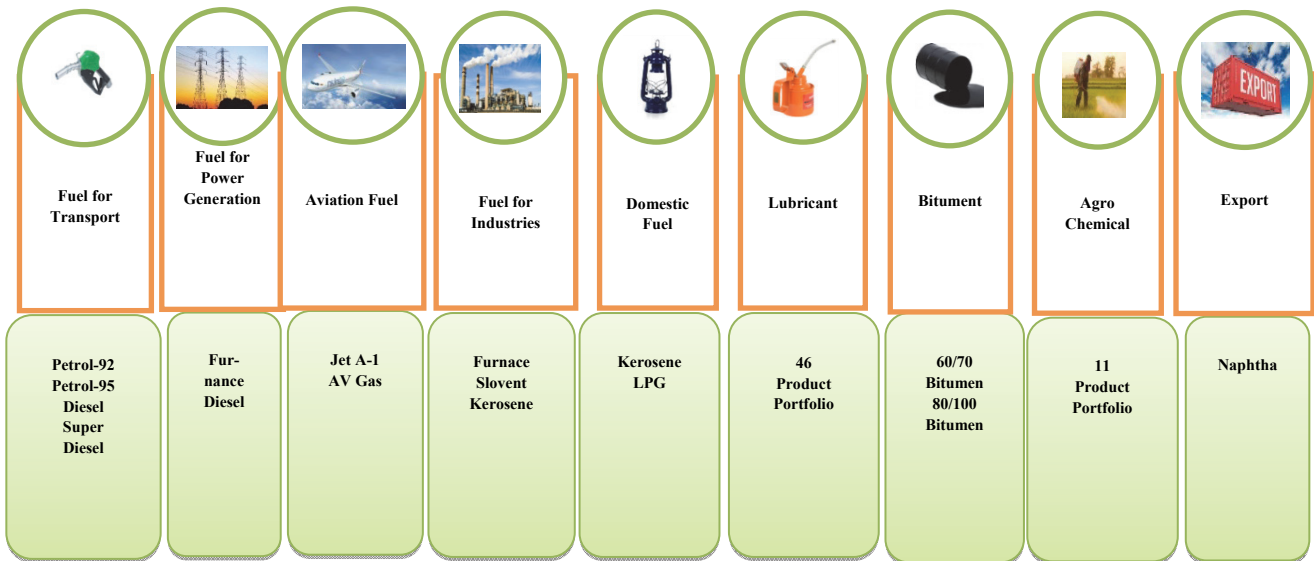 EXPORT
Fuel for
Transport
Fuel for
Power
Generation
Aviation Fuel
Fuel for
Industries
Domestic
Fuel
Lubricant
Bitument
Agro
Chemical
Export
Petrol-92
Petrol-95
Diesel
Super
Diesel
Fur-
nance
Diesel
Jet A-1
AV Gas
Furnace
Slovent
Kerosene
Kerosene
LPG
46
Product
Portfolio
60/70
Bitumen
80/100
Bitumen
11
Product
Portfolio
Naphtha